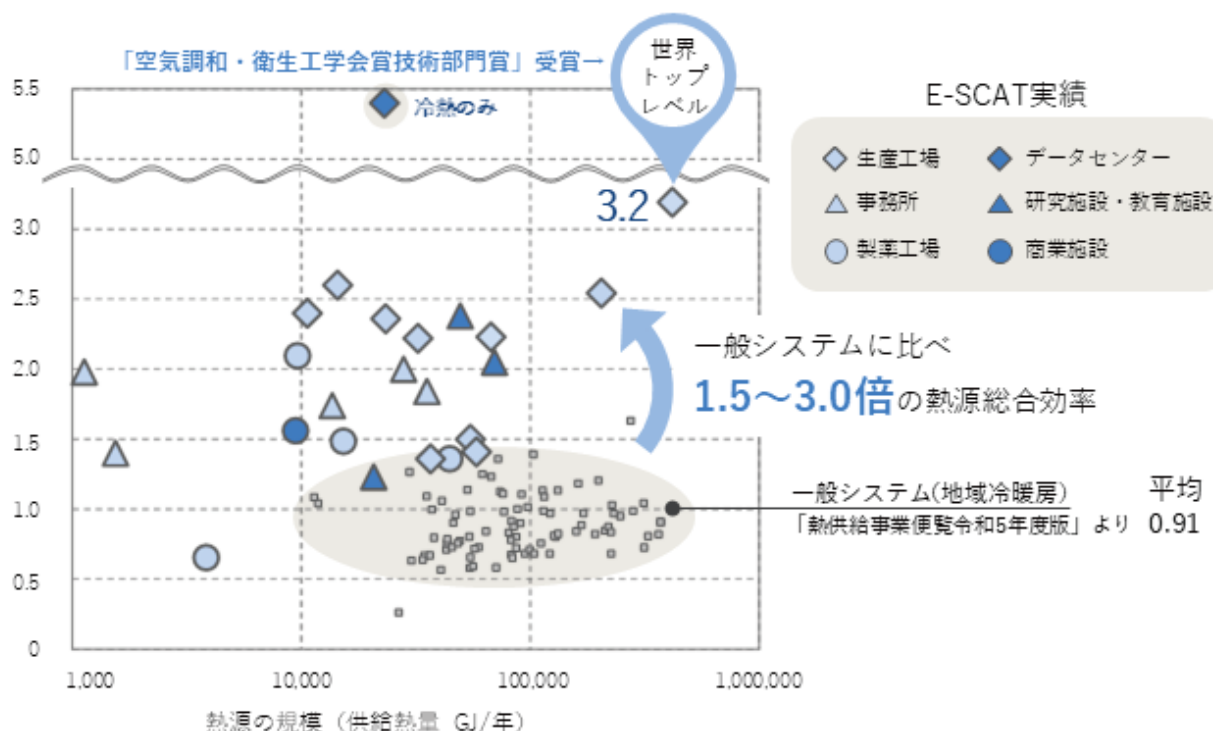 「空気調和・衛生工学会賞技術部門賞」受賞→
世界
トップ
レベル
E-SCAT実績
生産工場
データセンター
事務所
研究施設・教育施設
製薬工場
商業施設
冷熱のみ
3.2
一般システムに比べ
1.5～3.0倍の熱源総合効率
一般システム(地域冷暖房)
「熱供給事業便覧令和5年度版」より
平均
0.91
5.5
5.0
3.0
2.5
2.0
1.5
1.0
0.5
0
1,000
10,000
100,000
1,000,000
熱源の規模（供給熱量 GJ/年）